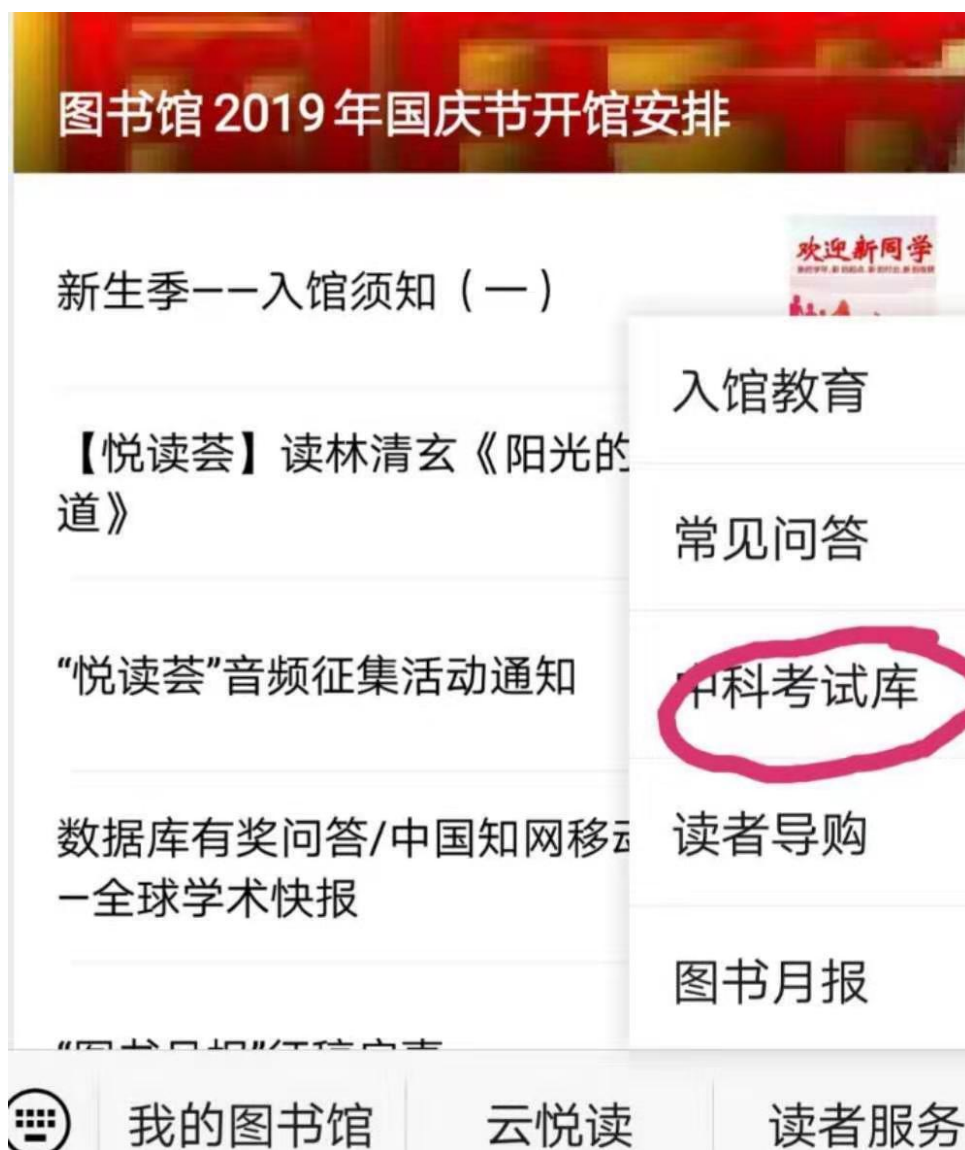 图书馆2019年国庆节开馆安排
新生季——入馆须知（一）
欢迎新同学
【悦读荟】读林清玄《阳光的
道》
“悦读荟”音频征集活动通知
数据库有奖问答/中国知网移
—全球学术快报
入馆教育
常见问答
中科考试库
读者导购
图书月报
我的图书馆
云悦读
读者服务